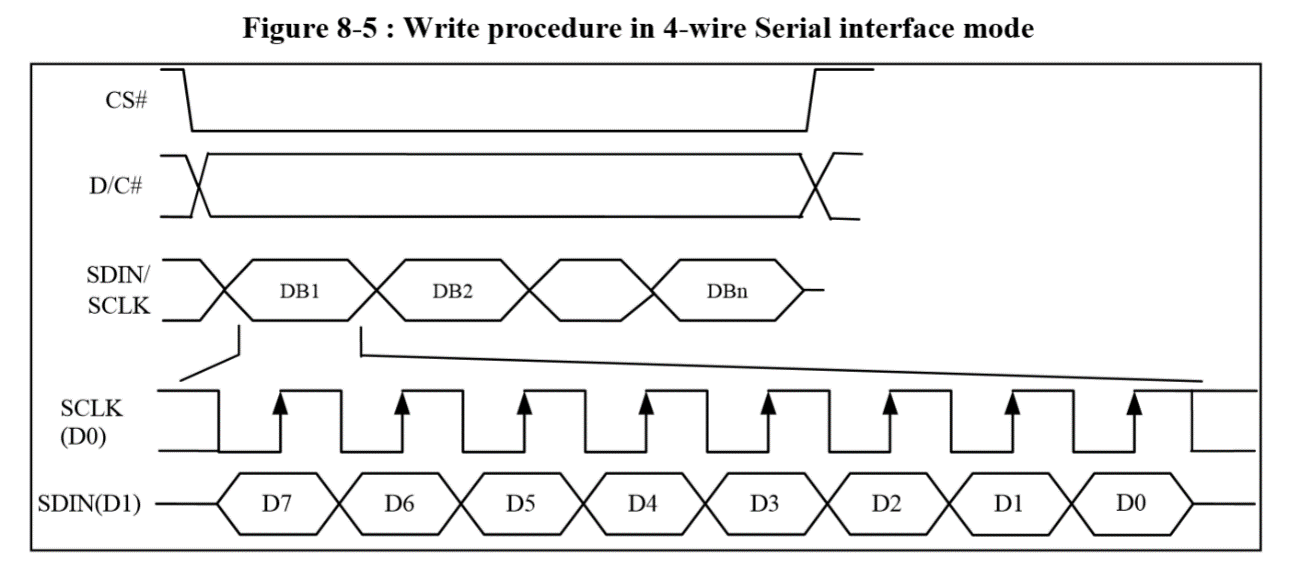 Figure 8-5 : Write procedure in 4-wire Serial interface mode
CS#
D/C#
SDIN/
SCLK
DB1 DB2 DBn
SCLK
(D0)
SDIN(D1) D7 D6 D5 D4 D3 D2 D1 D0